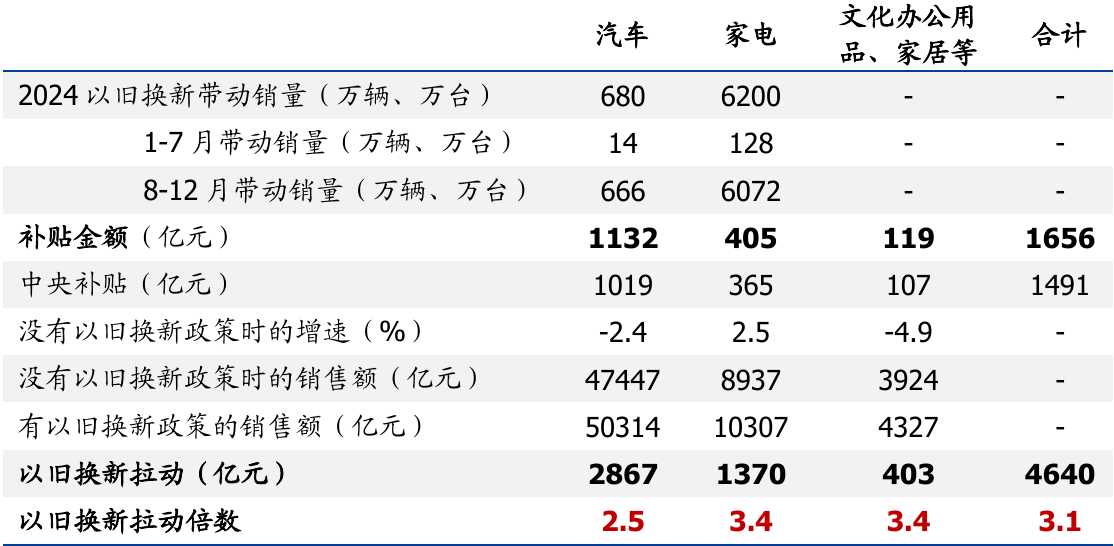 汽车 家电 文化办公用品、家居等 合计
2024 以旧换新带动销量（万辆、万台） 680 6200 - -
1-7 月带动销量（万辆、万台） 14 128 - -
8-12 月带动销量（万辆、万台） 666 6072 - -
补贴金额（亿元） 1132 405 119 1656
中央补贴（亿元） 1019 365 107 1491
没有以旧换新政策时的增速（%） -2.4 2.5 -4.9 -
没有以旧换新政策时的销售额（亿元） 47447 8937 3924 -
有以旧换新政策的销售额（亿元） 50314 10307 4327 -
以旧换新拉动（亿元） 2867 1370 403 4640
以旧换新拉动倍数 2.5 3.4 3.4 3.1